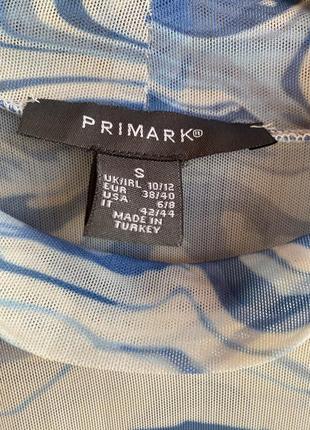 PRIMARK®
S
UK/IRL 10/12
EUR 38/40
USA 6/8
IT 42/44
MADE IN
TURKEY